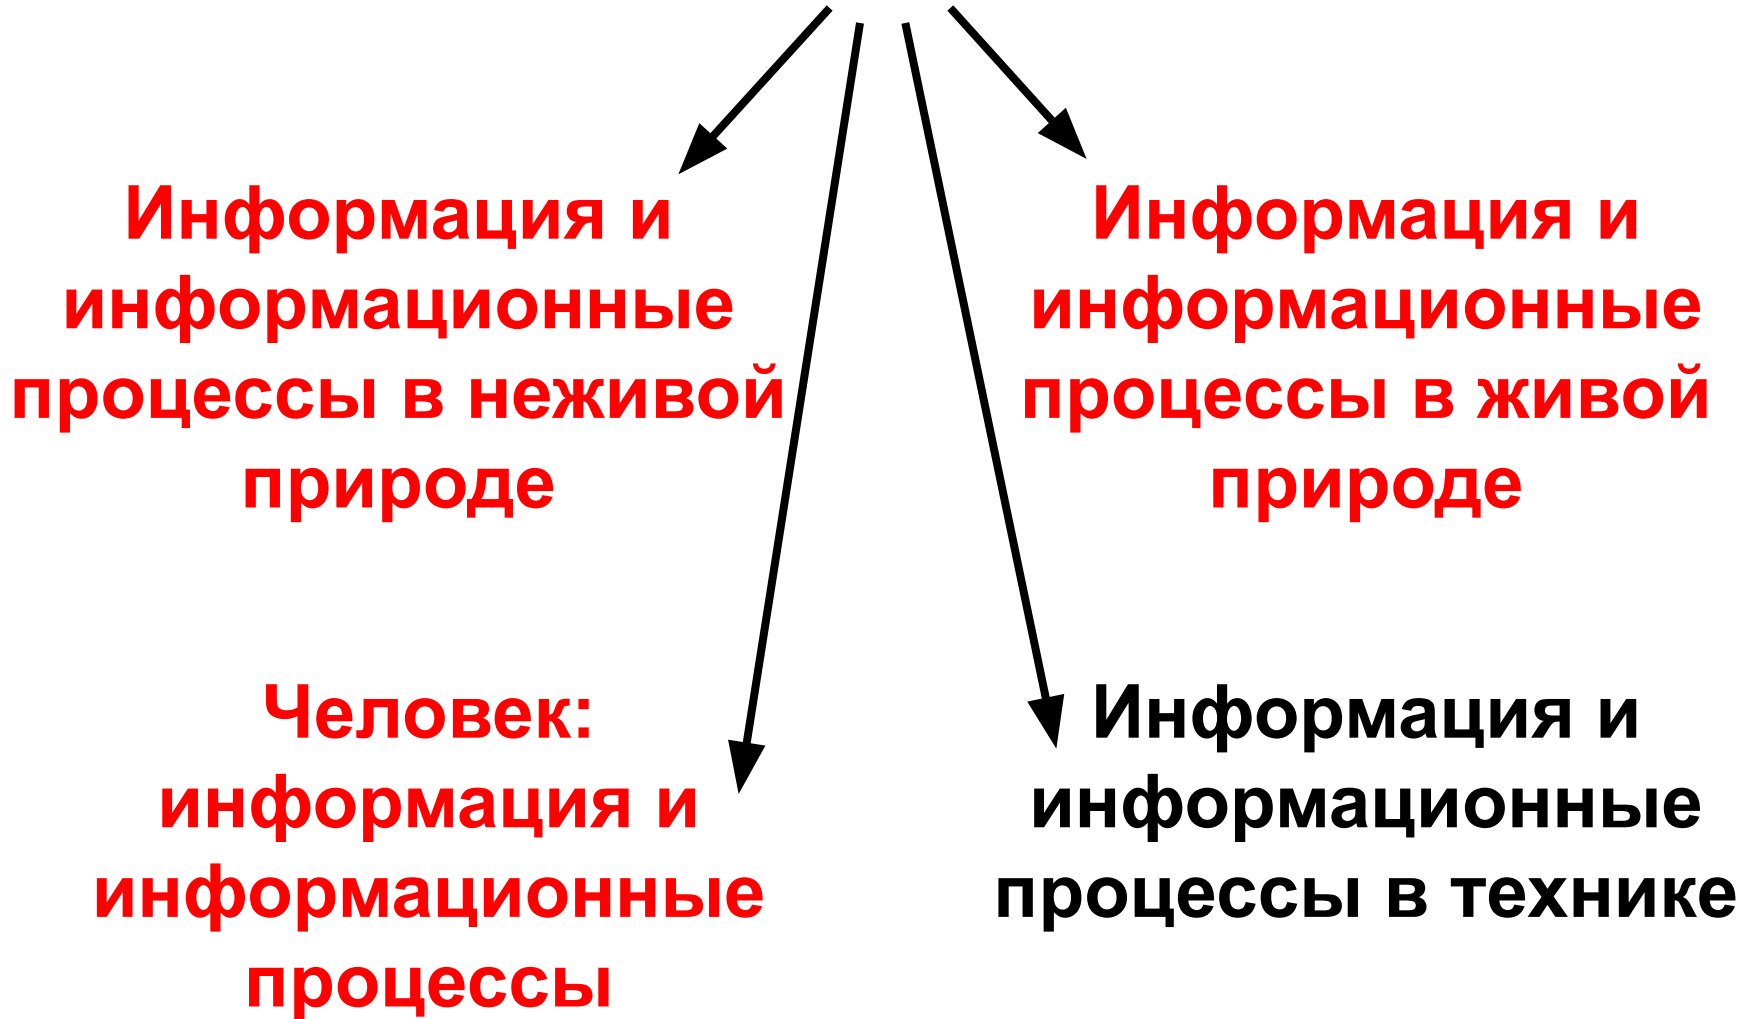 Информация и
информационные
процессы в неживой
природе
Информация и
информационные
процессы в живой
природе
Человек:
информация и
информационные
процессы
Информация и
информационные
процессы в технике